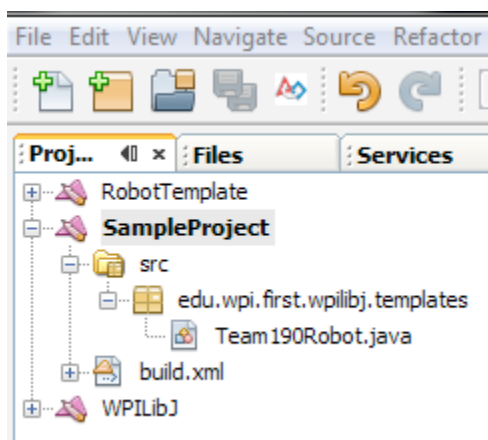 File Edit View Navigate Source Refactor
Proj... Files Services
RobotTemplate
SampleProject
src
edu.wpi.first.wpilibj.templates
Team190Robot.java
build.xml
WPILibJ